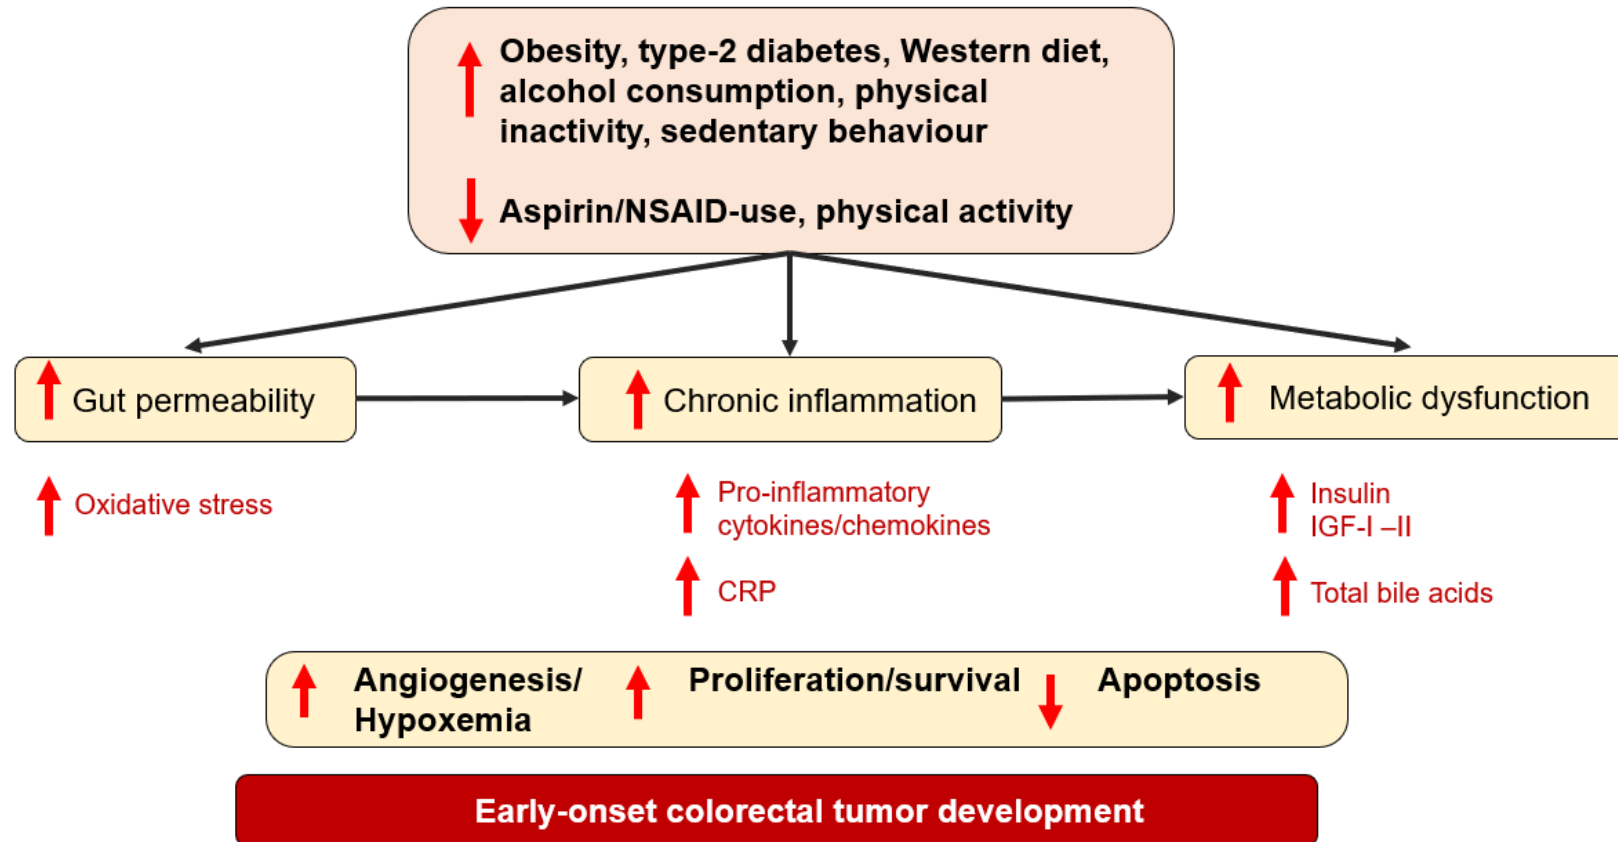 Obesity, type-2 diabetes, Western diet,
alcohol consumption, physical
inactivity, sedentary behaviour
Aspirin/NSAID-use, physical activity
Gut permeability
Chronic inflammation
Metabolic dysfunction
Oxidative stress
Pro-inflammatory
cytokines/chemokines
CRP
Insulin
IGF-I –II
Total bile acids
Angiogenesis/
Hypoxemia
Proliferation/survival
Apoptosis
Early-onset colorectal tumor development